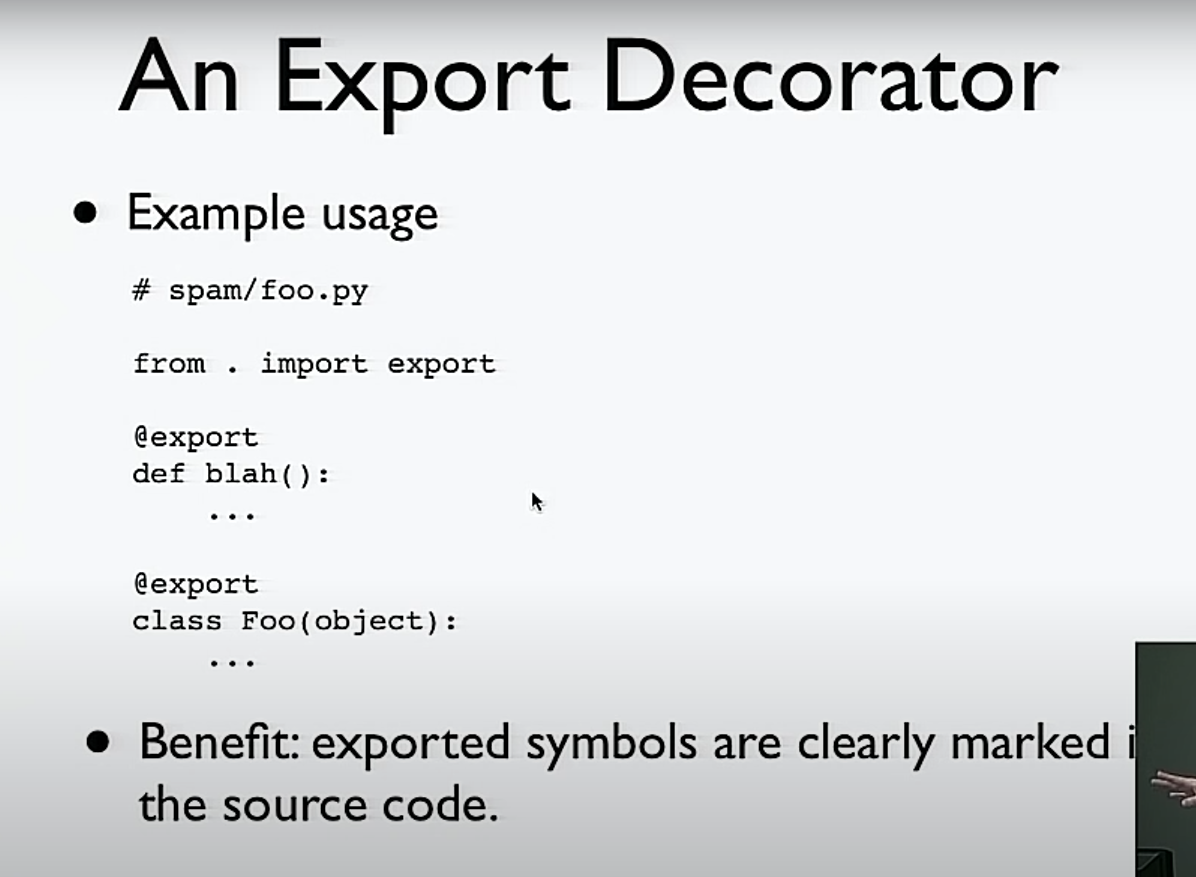 An Export Decorator
• Example usage
# spam/foo.py
from . import export
@export
def blah():
    ...
@export
class Foo(object):
    ...
• Benefit: exported symbols are clearly marked
the source code.